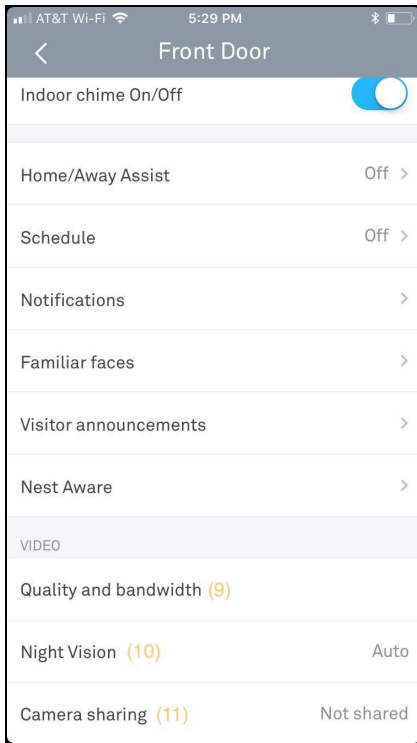 AT&T Wi-Fi 5:29 PM
Front Door
Indoor chime On/Off
Home/Away Assist Off
Schedule Off
Notifications
Familiar faces
Visitor announcements
Nest Aware
VIDEO
Quality and bandwidth (9)
Night Vision (10) Auto
Camera sharing (11) Not shared